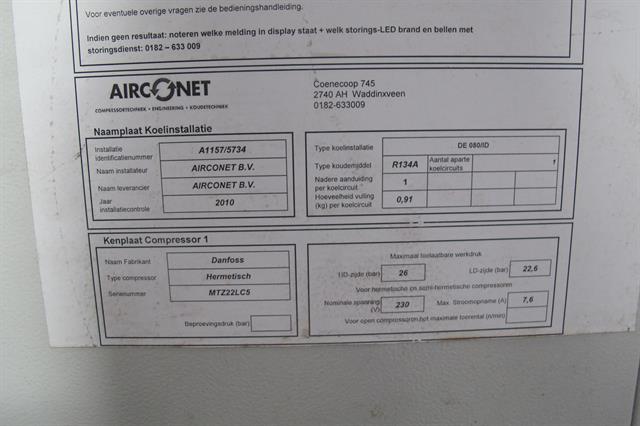 Voor eventuele overige vragen zie de bedieningshandleiding.
Indien geen resultaat: noteren welke melding in display staat + welk storings-LED brand en bellen met
storingsdienst: 0182 – 633 009
AIRCONET
COMPRESSORTECHNIEK • ENGINEERING • KOUDETECHNIEK
Coenecoop 745
2740 AH Waddinxveen
0182-633009
Naamplaat Koelinstallatie
Installatie
identificatienummer A1157/5734
Naam installateur AIRCONET B.V.
Naam leverancier AIRCONET B.V.
Jaar
installatiecontrole 2010
Type koelinstallatie DE 080/ID
Type koudemiddel R134A Aantal aparte
koelcircuits 1
Nadere aanduiding
per koelcircuit 1
Hoeveelheid vulling
(kg) per koelcircuit 0,91
Kenplaat Compressor 1
Naam Fabrikant Danfoss
Type compressor Hermetisch
Serienummer MTZ22LC5
Beproevingsdruk (bar)
Maximaal toelaatbare werkdruk
HD-zijde (bar) 26 LD-zijde (bar) 22,6
Voor hermetische en semi-hermetische compressoren
Nominale spanning
(V) 230 Max. Stroomopname (A) 7,6
Voor open compressoren het maximale toerental (n/min)